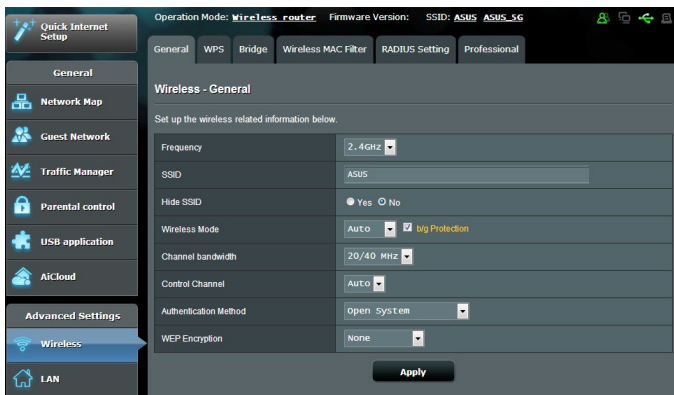 Quick Internet
Setup
Operation Mode: Wireless router Firmware Version: SSID: ASUS ASUS_5G
General WPS Bridge Wireless MAC Filter RADIUS Setting Professional
General
Network Map
Guest Network
Traffic Manager
Parental control
USB application
AiCloud
Advanced Settings
Wireless
LAN
Wireless - General
Set up the wireless related information below.
Frequency 2.4GHz
SSID ASUS
Hide SSID Yes No
Wireless Mode Auto b/g Protection
Channel bandwidth 20/40 MHz
Control Channel Auto
Authentication Method Open System
WEP Encryption None
Apply